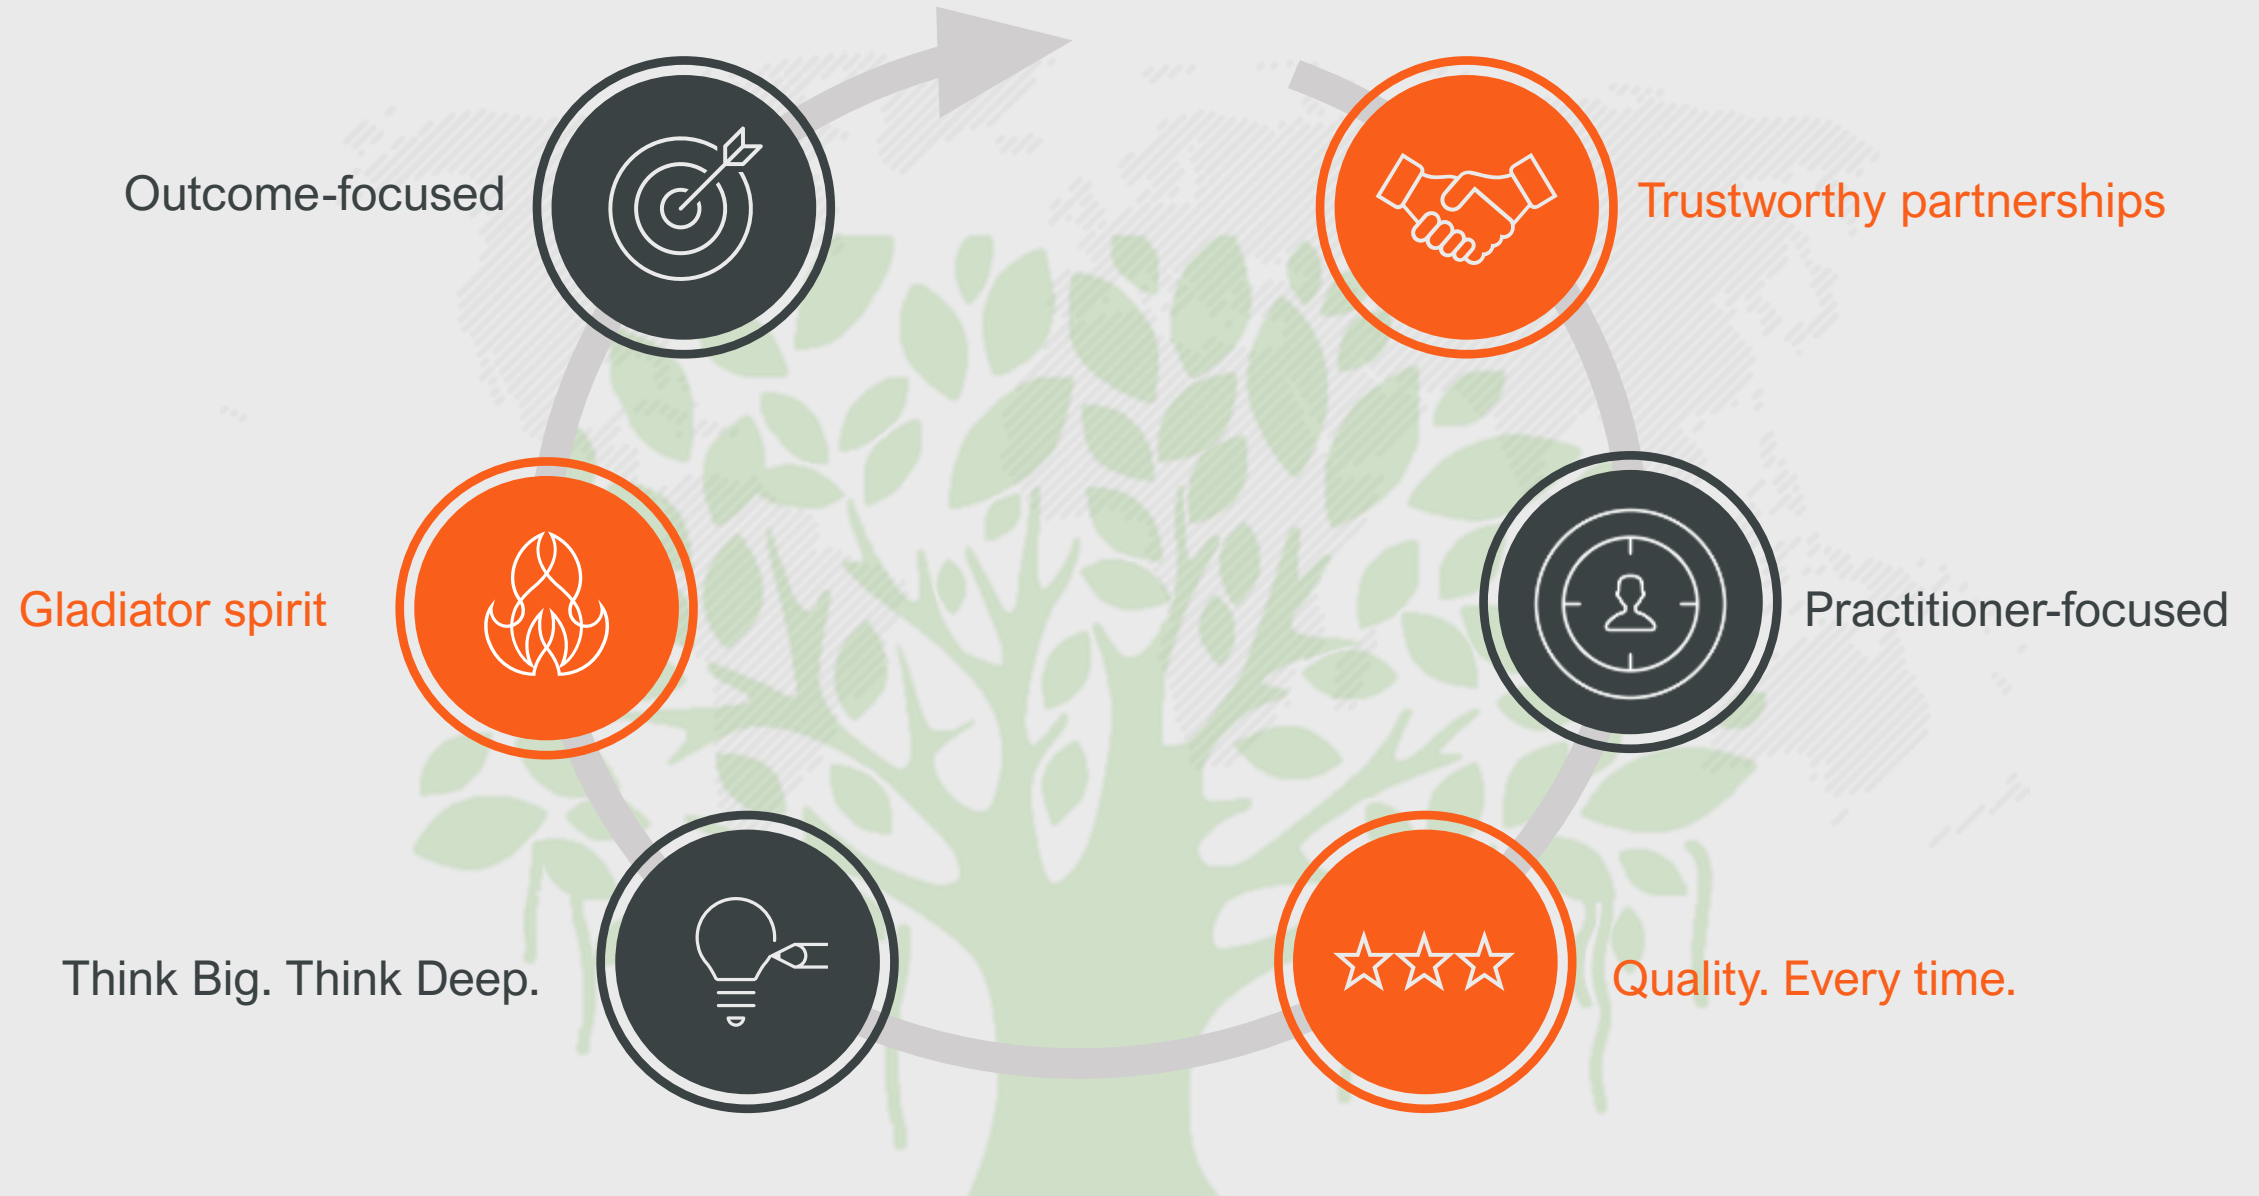 Outcome-focused
Trustworthy partnerships
Gladiator spirit
Practitioner-focused
Think Big. Think Deep.
Quality. Every time.